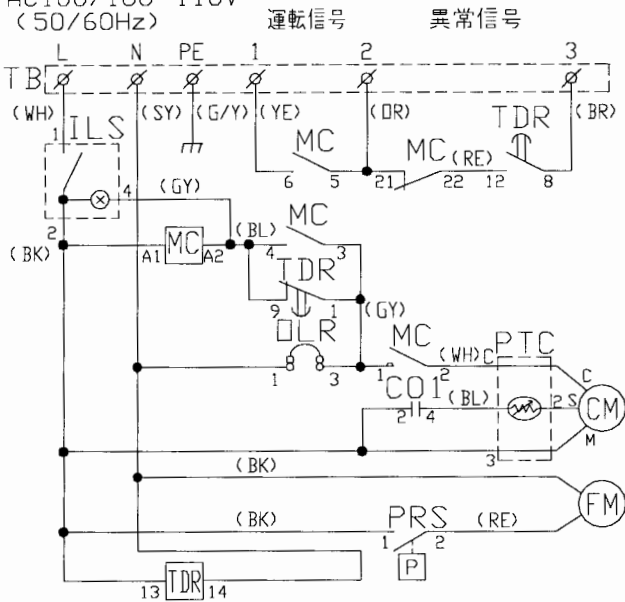 AC100/100-110V
(50/60Hz) 運転信号 異常信号
L N PE 1 2 3
TB
(WH) (SY) (G/Y) (YE) (OR) TDR (BR)
1 ILS MC MC (RE)
6 5 21 22 12 8
4 (GY)
2 (BL) MC
(BK) A1 MC A2 4 3
TDR
9 1 (GY)
OLR MC (WH) C PTC
1 3 1 2 C
CO1 (BL) 2 S CM
2 4 M
3
(BK)
FM
(BK) PRS (RE)
1 2
P
13 TDR 14